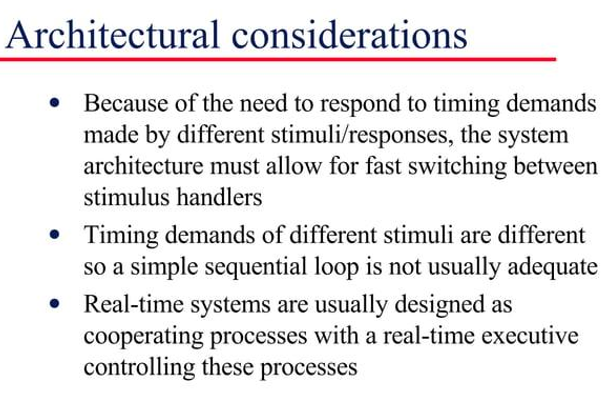 Architectural considerations
• Because of the need to respond to timing demands
made by different stimuli/responses, the system
architecture must allow for fast switching between
stimulus handlers
• Timing demands of different stimuli are different
so a simple sequential loop is not usually adequate
• Real-time systems are usually designed as
cooperating processes with a real-time executive
controlling these processes